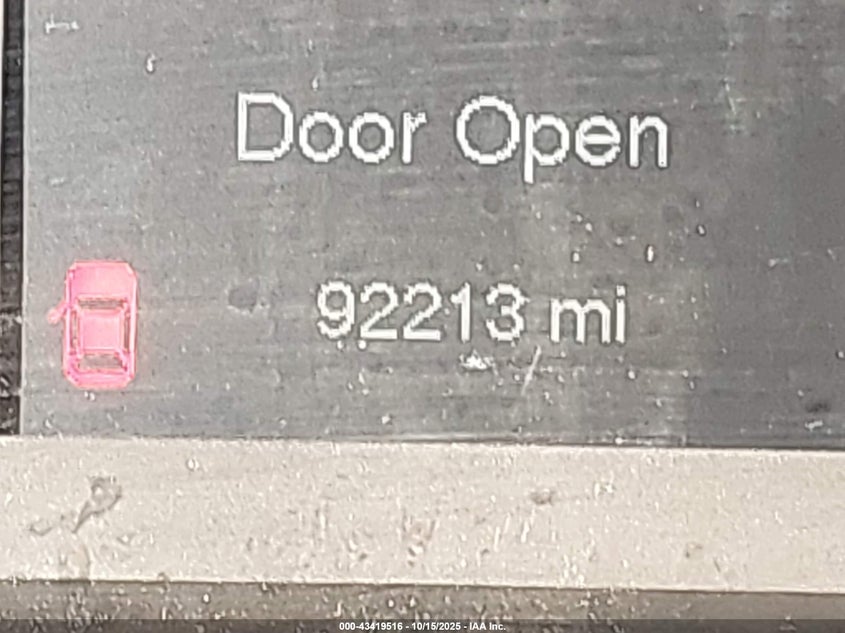 Door Open
92213 mi
000-43419516 - 10/15/2025 - IAA Inc.